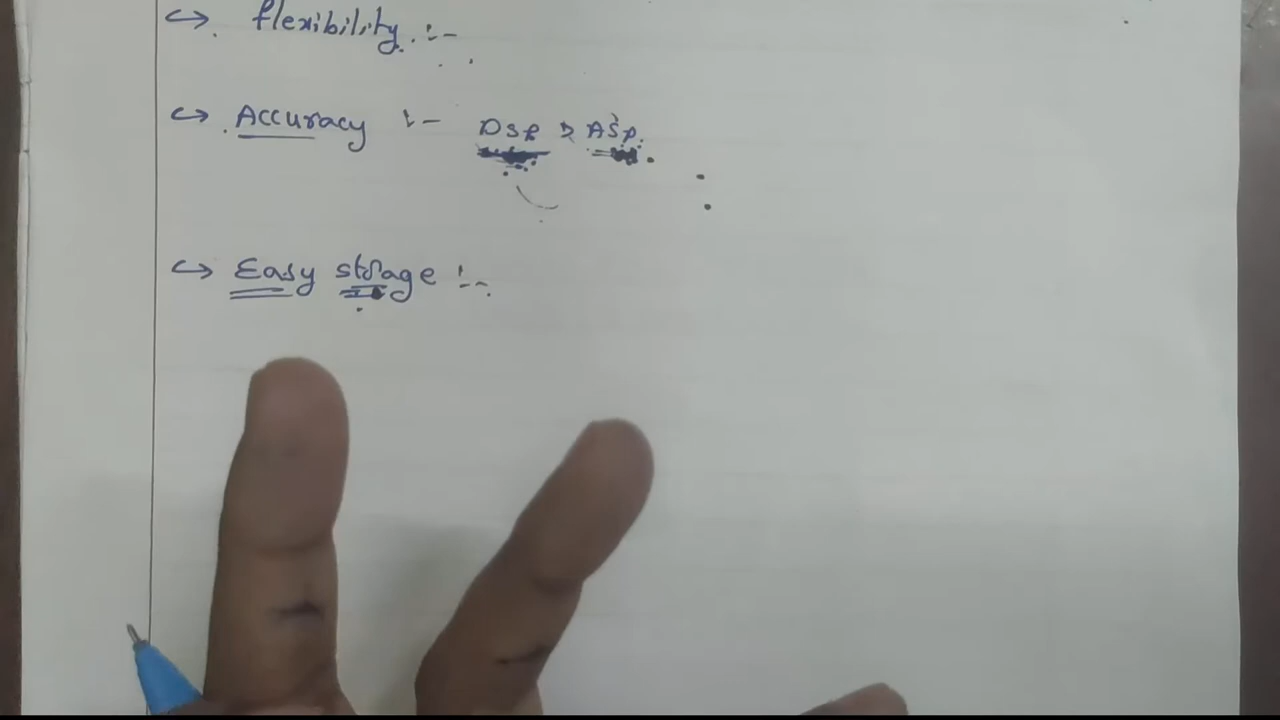 ↪ flexibility :-
↪ Accuracy :- DSP > ASP.
↪ Easy storage :-